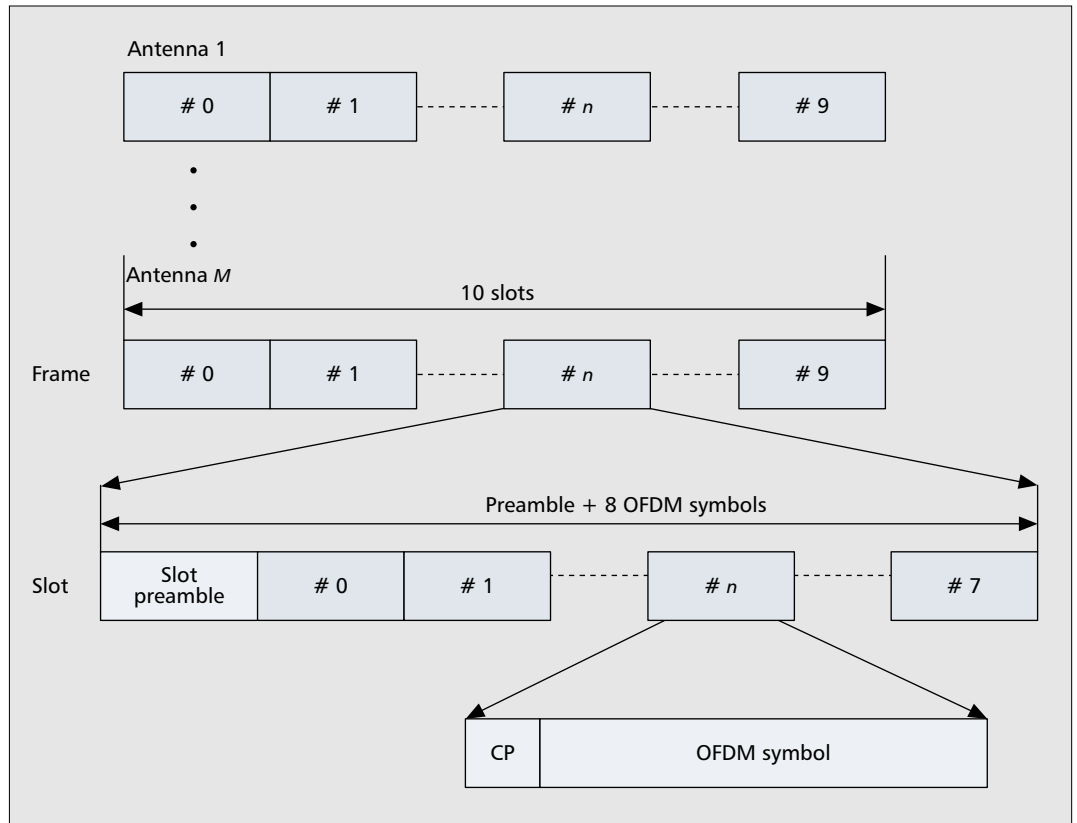 Antenna 1
# 0 # 1 # n # 9
Antenna M
10 slots
Frame # 0 # 1 # n # 9
Preamble + 8 OFDM symbols
Slot Slot preamble # 0 # 1 # n # 7
CP OFDM symbol